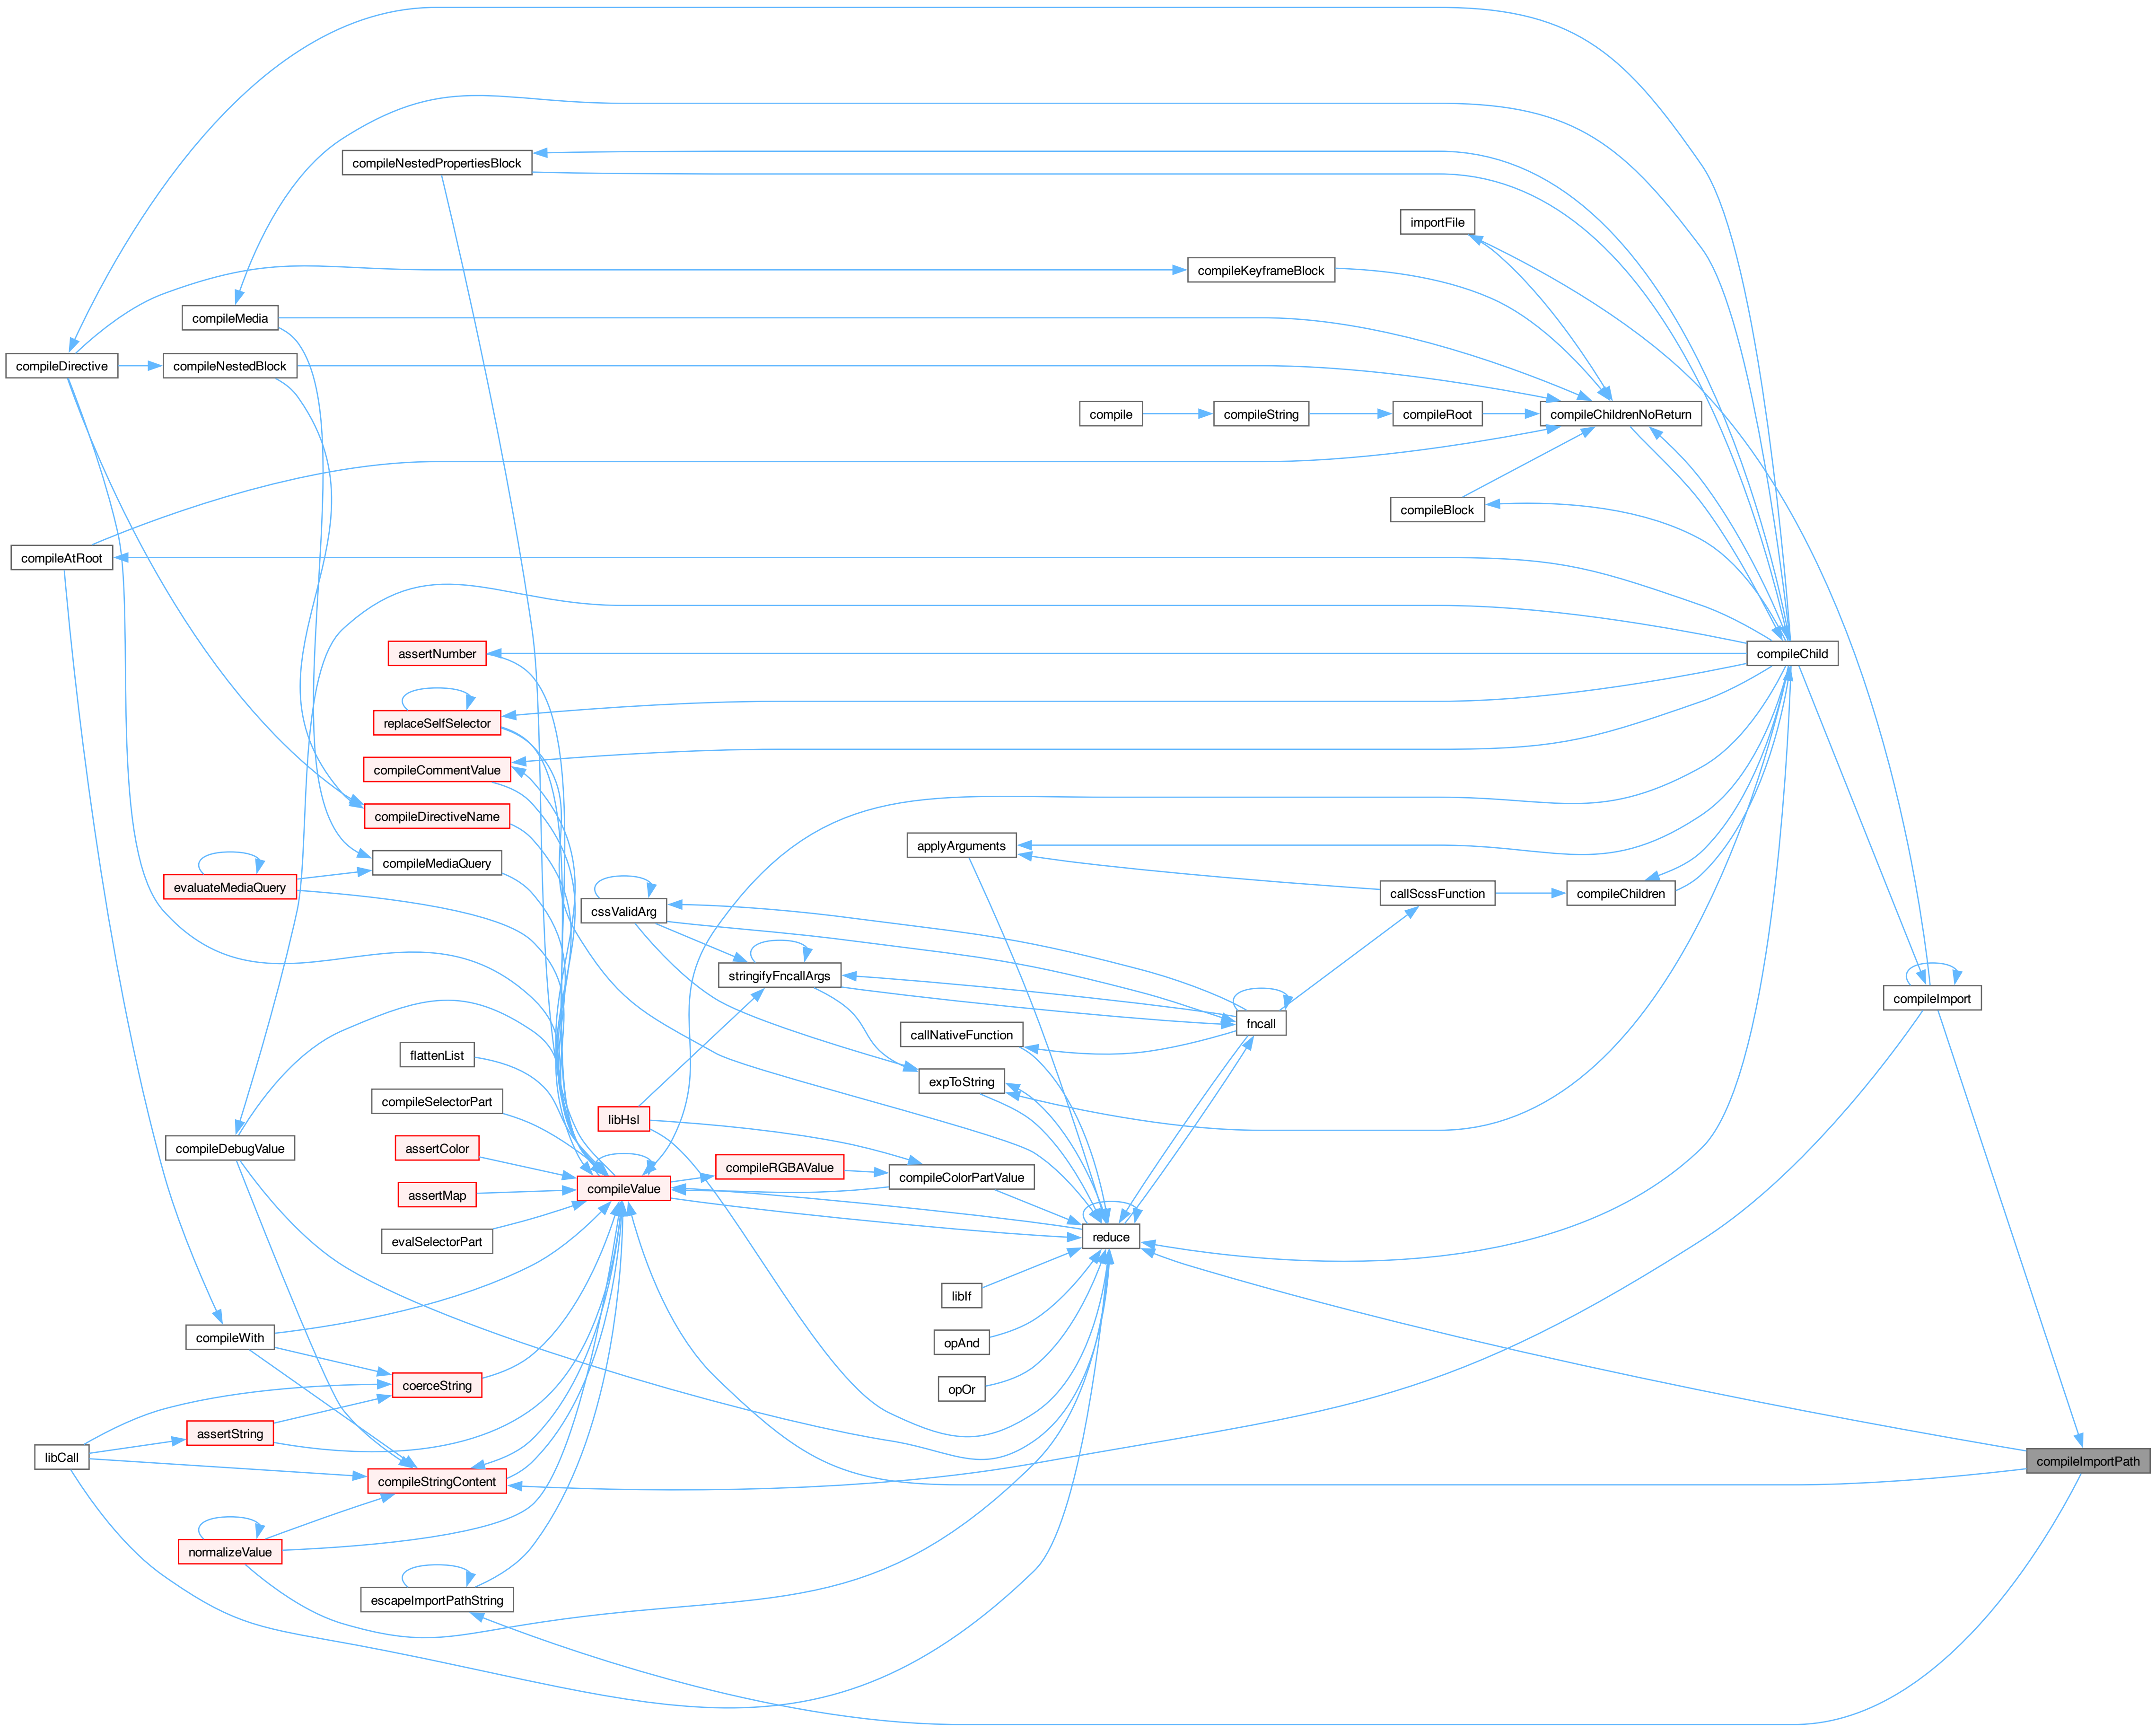 compileNestedPropertiesBlock
importFile
compileKeyframeBlock
compileMedia
compileDirective
compileNestedBlock
compile
compileString
compileRoot
compileChildrenNoReturn
compileBlock
compileAtRoot
assertNumber
compileChild
replaceSelfSelector
compileCommentValue
compileDirectiveName
applyArguments
compileMediaQuery
evaluateMediaQuery
callScssFunction
compileChildren
cssValidArg
stringifyFncallArgs
compileImport
fncall
callNativeFunction
flattenList
expToString
compileSelectorPart
libHsl
compileDebugValue
assertColor
compileRGBAValue
compileColorPartValue
compileValue
assertMap
evalSelectorPart
reduce
libIf
compileWith
opAnd
coerceString
opOr
assertString
libCall
compileImportPath
compileStringContent
normalizeValue
escapeImportPathString